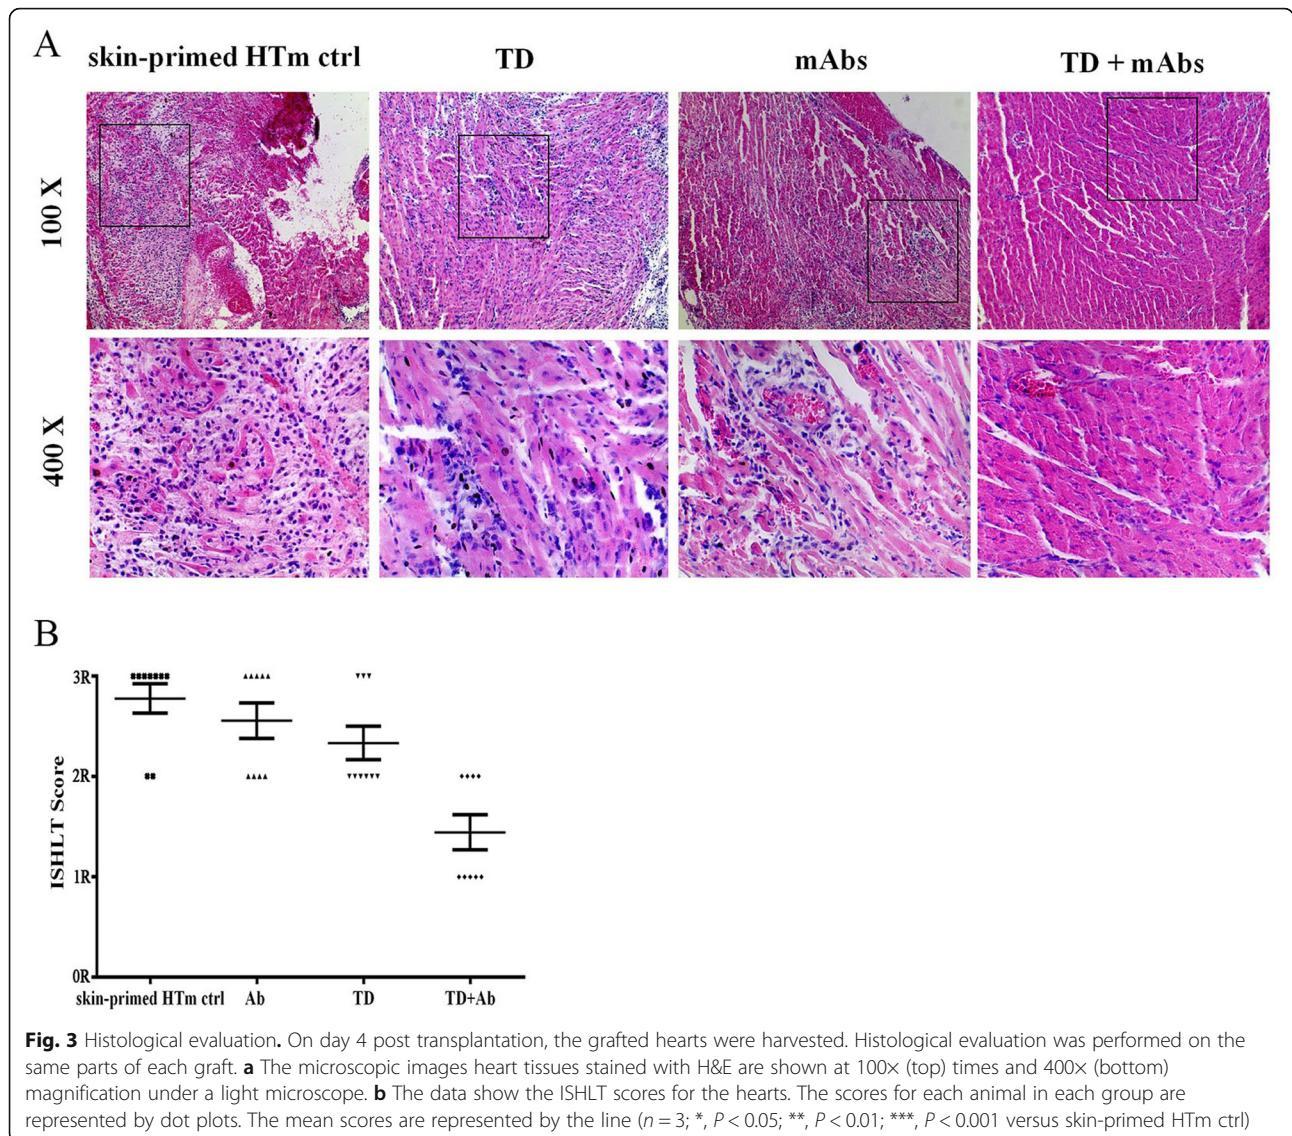 A
skin-primed HTm ctrl TD mAbs TD + mAbs
100 X
400 X
B
ISHLT Score
3R
2R
1R
0R
skin-primed HTm ctrl Ab TD TD+Ab
Fig. 3 Histological evaluation. On day 4 post transplantation, the grafted hearts were harvested. Histological evaluation was performed on the
same parts of each graft. a The microscopic images heart tissues stained with H&E are shown at 100× (top) times and 400× (bottom)
magnification under a light microscope. b The data show the ISHLT scores for the hearts. The scores for each animal in each group are
represented by dot plots. The mean scores are represented by the line (n = 3; *, P < 0.05; **, P < 0.01; ***, P < 0.001 versus skin-primed HTm ctrl)